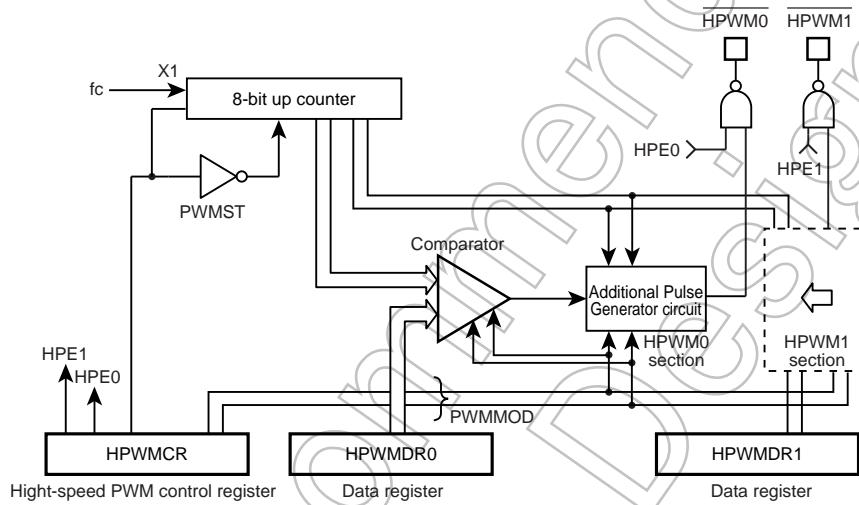 HPWM0 HPWM1
X1
fc
8-bit up counter
HPE0
HPE1
PWMST
Comparator
Additional Pulse
Generator circuit
HPWM0
section
HPWM1
section
HPE1
HPE0
PWMMOD
HPWMCR
HPWMDR0
HPWMDR1
Hight-speed PWM control register
Data register
Data register